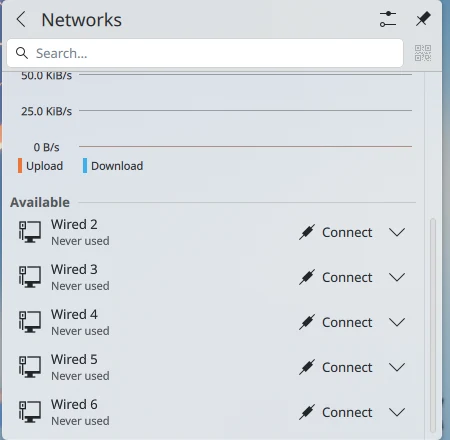 Networks
Search...
50.0 KiB/s
25.0 KiB/s
0 B/s
Upload Download
Available
Wired 2
Never used
Connect
Wired 3
Never used
Connect
Wired 4
Never used
Connect
Wired 5
Never used
Connect
Wired 6
Never used
Connect